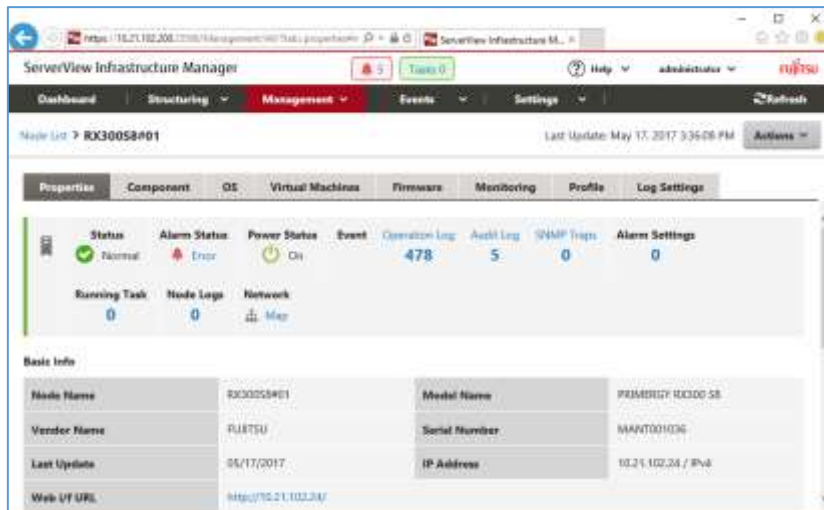 ServerView Infrastructure M...
ServerView Infrastructure Manager 5 Tasks 0 Help administrator FUJITSU
Dashboard Structuring Management Events Settings Refresh
Node List > RX300S8#01 Last Update: May 17, 2017 3:36:08 PM Actions
Properties Component OS Virtual Machines Firmware Monitoring Profile Log Settings
Status Alarm Status Power Status Event Operation Log Audit Log SNMP Traps Alarm Settings
Normal Error On 478 5 0 0
Running Task Node Logs Network
0 0 Map
Basic Info
Node Name RX300S8#01 Model Name PRIMERGY RX300 S8
Vendor Name FUJITSU Serial Number MANT001036
Last Update 05/17/2017 IP Address 10.21.102.24 / IPv4
Web I/F URL http://10.21.102.24/